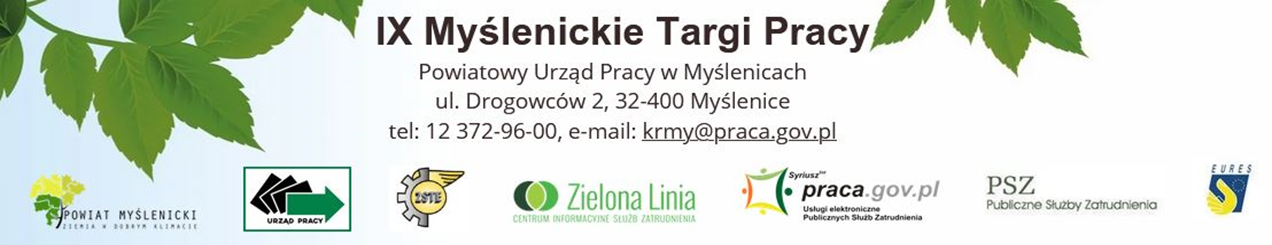 IX Myślenickie Targi Pracy
Powiatowy Urząd Pracy w Myślenicach
ul. Drogowców 2, 32-400 Myślenice
tel: 12 372-96-00, e-mail: krmy@praca.gov.pl
POWIAT MYŚLENICKI
ZIEMIA W DOBRYM KLIMACIE
URZĄD PRACY
ZSTE
Zielona Linia
CENTRUM INFORMACYJNE SŁUŻB ZATRUDNIENIA
Syriusz Std
praca.gov.pl
Usługi elektroniczne
Publicznych Służb Zatrudnienia
PSZ
Publiczne Służby Zatrudnienia
EURES